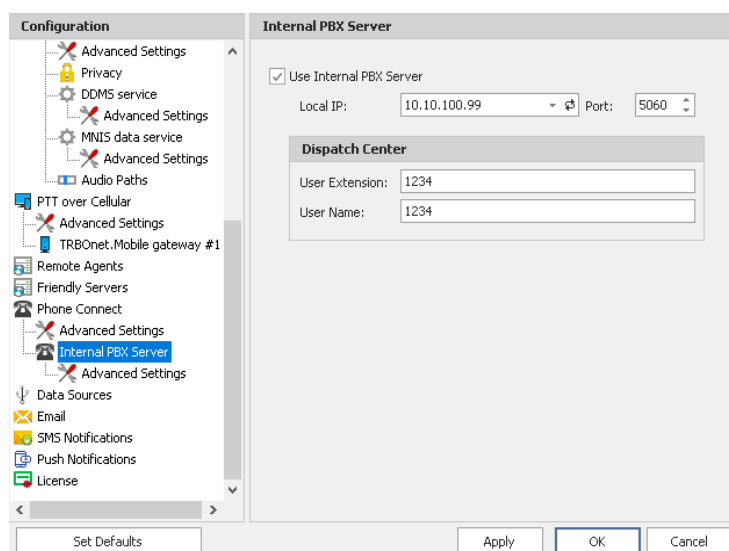 Configuration
Advanced Settings
Privacy
DDMS service
Advanced Settings
MNIS data service
Advanced Settings
Audio Paths
PTT over Cellular
Advanced Settings
TRBOnet.Mobile gateway #1
Remote Agents
Friendly Servers
Phone Connect
Advanced Settings
Internal PBX Server
Advanced Settings
Data Sources
Email
SMS Notifications
Push Notifications
License
Set Defaults
Internal PBX Server
Use Internal PBX Server
Local IP: 10.10.100.99 Port: 5060
Dispatch Center
User Extension: 1234
User Name: 1234
Apply OK Cancel